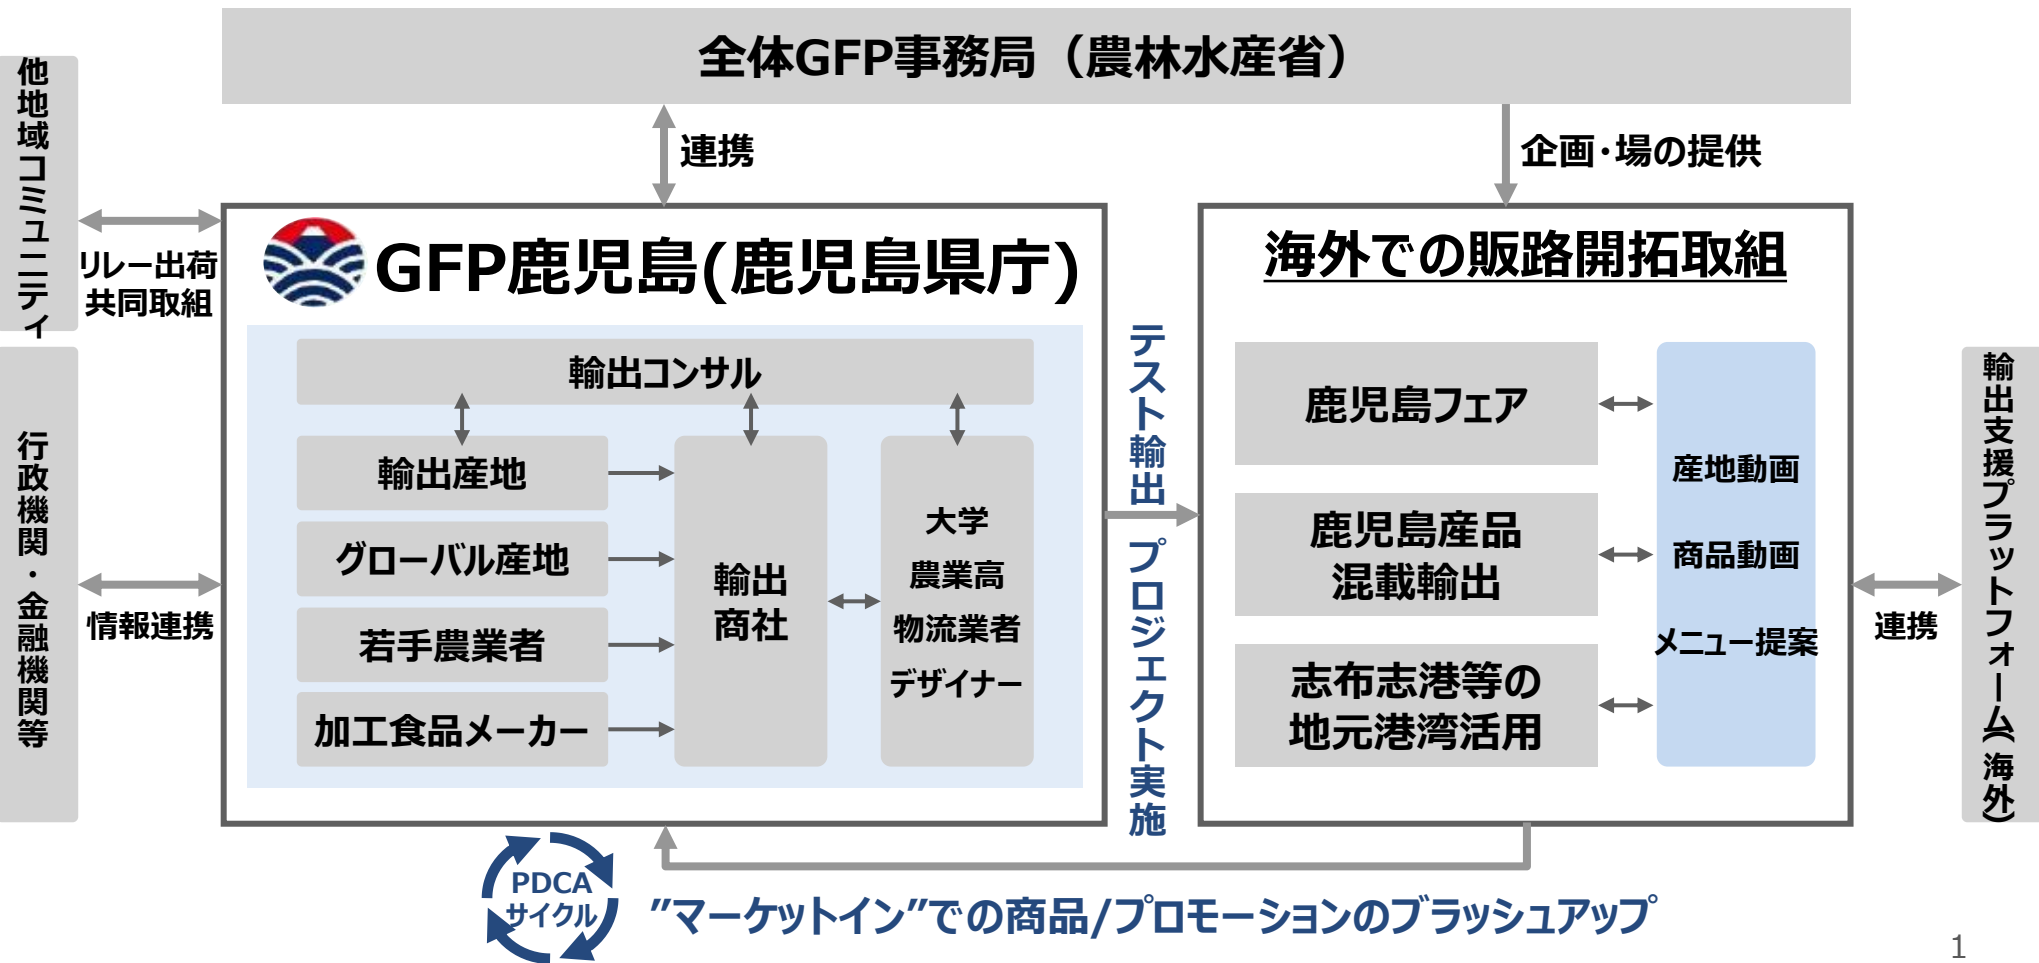 全体GFP事務局（農林水産省）
他地域コミュニティ
連携
企画･場の提供
リレー出荷
共同取組
GFP鹿児島(鹿児島県庁)
海外での販路開拓取組
行政機関・金融機関等
情報連携
輸出コンサル
輸出産地
グローバル産地
若手農業者
加工食品メーカー
輸出
商社
大学
農業高
物流業者
デザイナー
テスト輸出プロジェクト実施
鹿児島フェア
鹿児島産品
混載輸出
志布志港等の
地元港湾活用
産地動画
商品動画
メニュー提案
連携
輸出支援プラットフォーム(海外)
PDCA
サイクル
”マーケットイン”での商品/プロモーションのブラッシュアップ
1